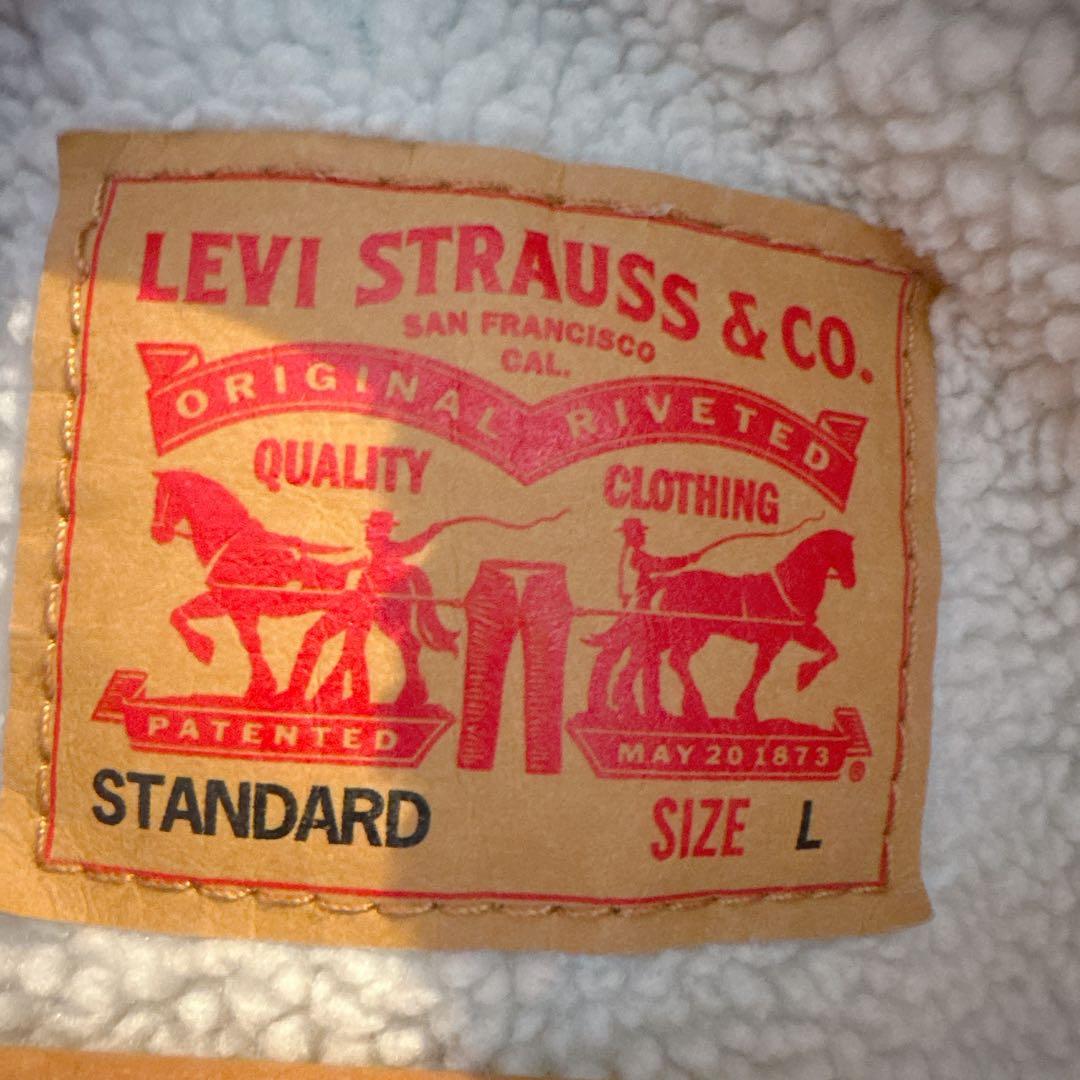 LEVI STRAUSS & CO.
SAN FRANCISCO
CAL.
ORIGINAL RIVETED
QUALITY CLOTHING
PATENTED MAY 20 1873
®
STANDARD SIZE L